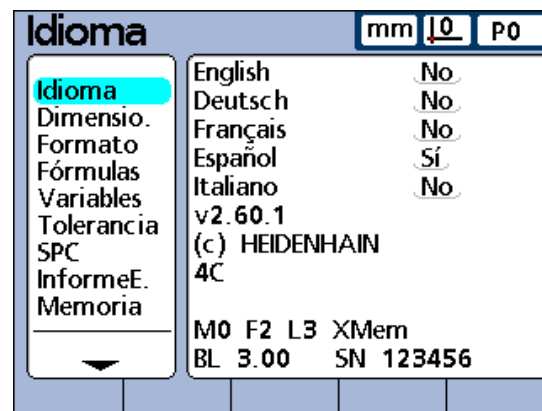 Idioma
mm 0 P0
Idioma
Dimensio.
Formato
Fórmulas
Variables
Tolerancia
SPC
InformeE.
Memoria
English No
Deutsch No
Français No
Español Sí
Italiano No
v2.60.1
(c) HEIDENHAIN
4C
M0 F2 L3 XMem
BL 3.00 SN 123456